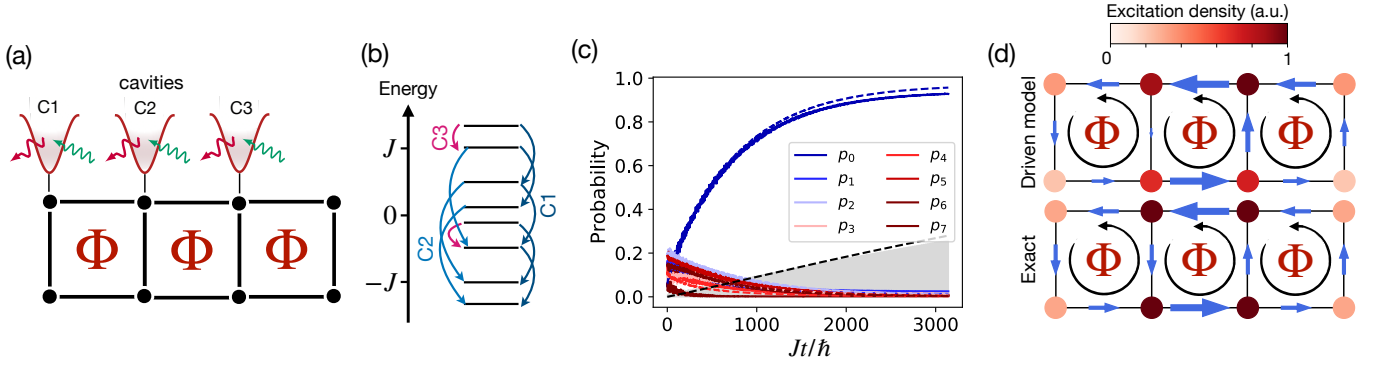 (a)
cavities
C1
C2
C3
Φ
Φ
Φ
(b)
Energy
J
0
−J
C3
C2
C1
(c)
Probability
1.0
0.8
0.6
0.4
0.2
0.0
p0
p1
p2
p3
p4
p5
p6
p7
0
1000
2000
3000
Jt/ħ
(d)
Excitation density (a.u.)
0
1
Driven model
Φ
Φ
Φ
Exact
Φ
Φ
Φ